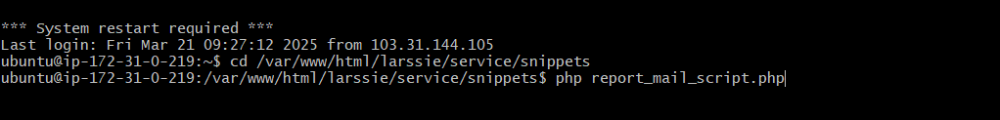 *** System restart required ***
Last login: Fri Mar 21 09:27:12 2025 from 103.31.144.105
ubuntu@ip-172-31-0-219:~$ cd /var/www/html/larssie/service/snippets
ubuntu@ip-172-31-0-219:/var/www/html/larssie/service/snippets$ php report_mail_script.php